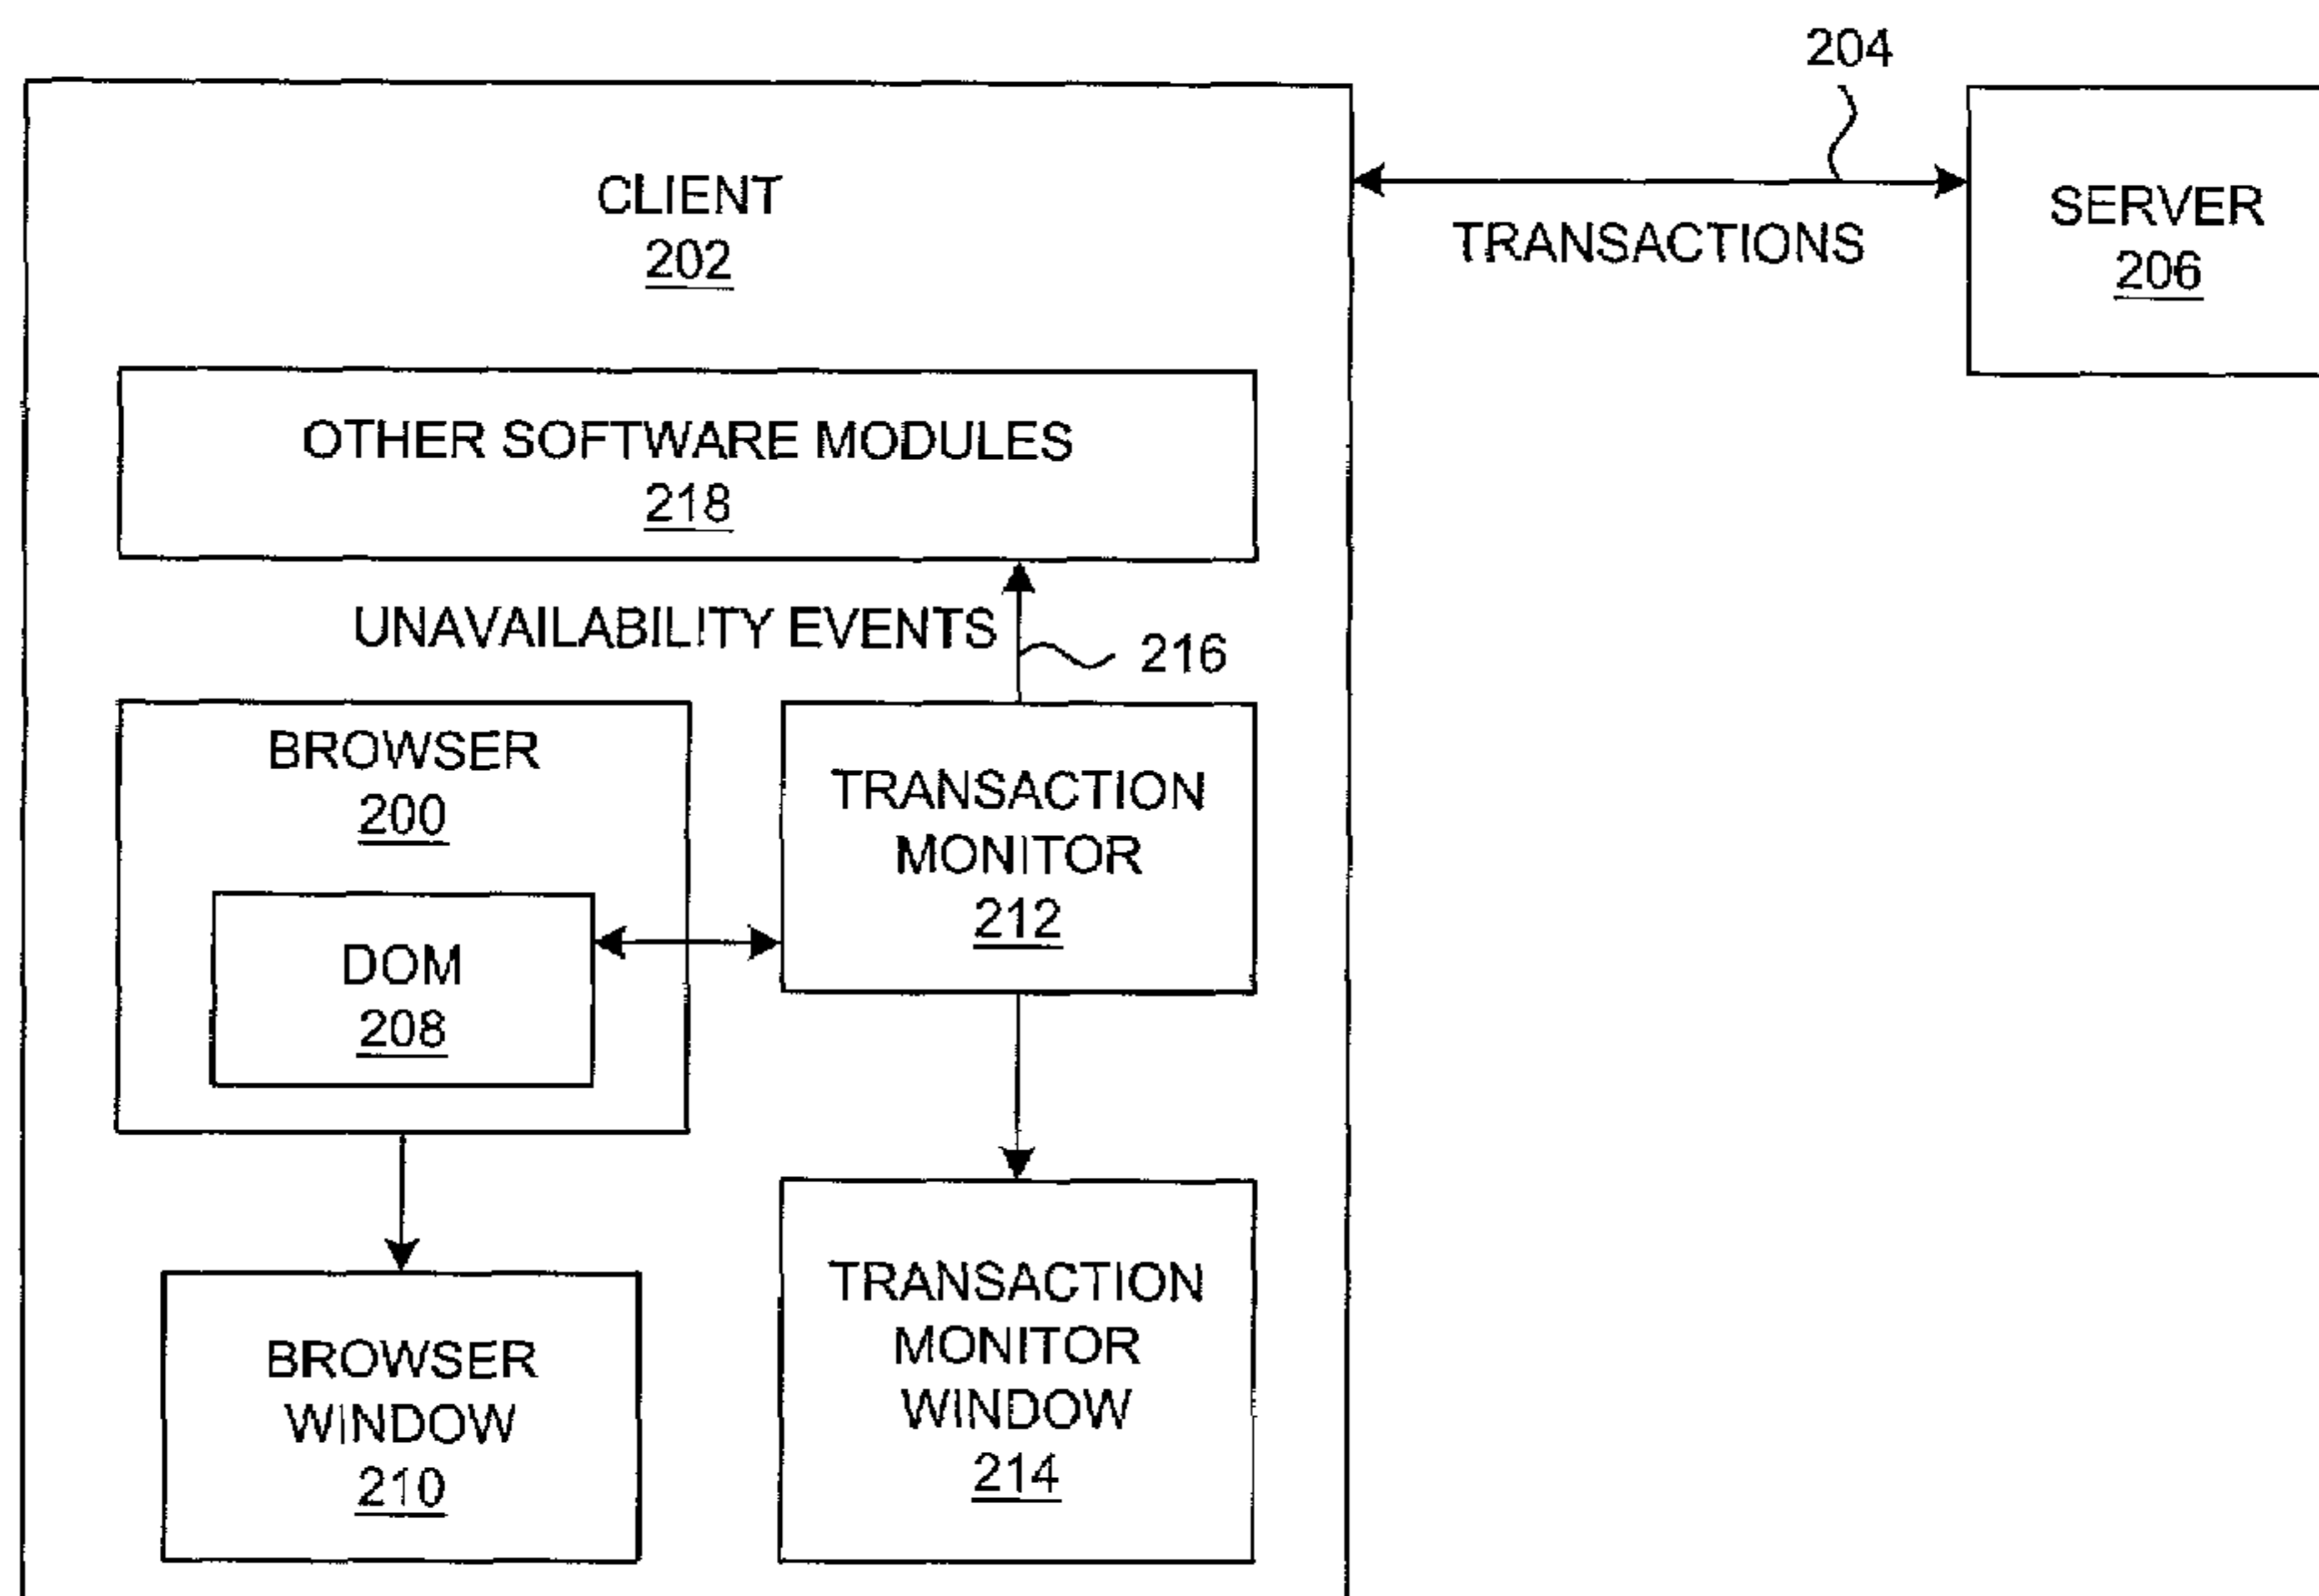 204
CLIENT
202
TRANSACTIONS
SERVER
206
OTHER SOFTWARE MODULES
218
UNAVAILABILITY EVENTS
216
BROWSER
200
DOM
208
TRANSACTION
MONITOR
212
BROWSER
WINDOW
210
TRANSACTION
MONITOR
WINDOW
214